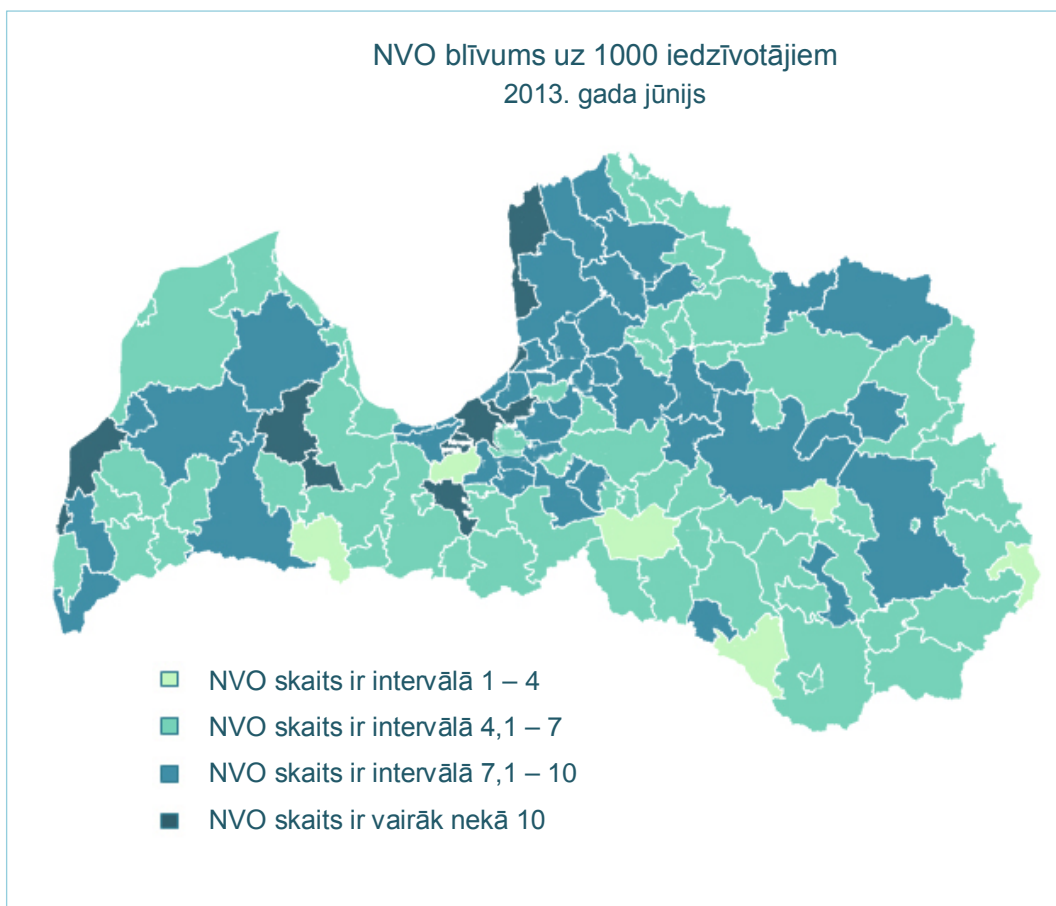 NVO blīvums uz 1000 iedzīvotājiem
2013. gada jūnijs
NVO skaits ir intervālā 1 – 4
NVO skaits ir intervālā 4,1 – 7
NVO skaits ir intervālā 7,1 – 10
NVO skaits ir vairāk nekā 10